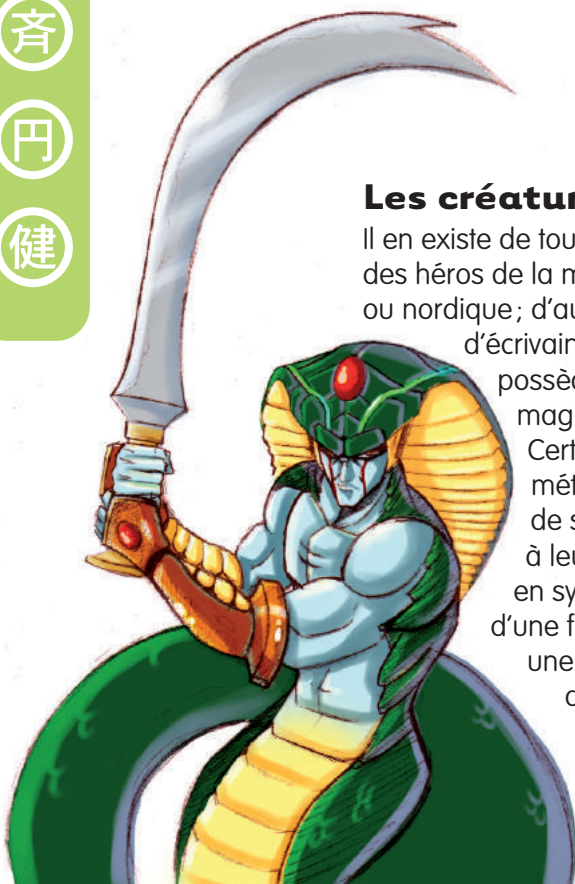 斉
円
健
Les créatur
Il en existe de tou
des héros de la m
ou nordique ; d'au
d'écrivain
possèd
mag
Cert
mét
de s
à leu
en sy
d'une f
une